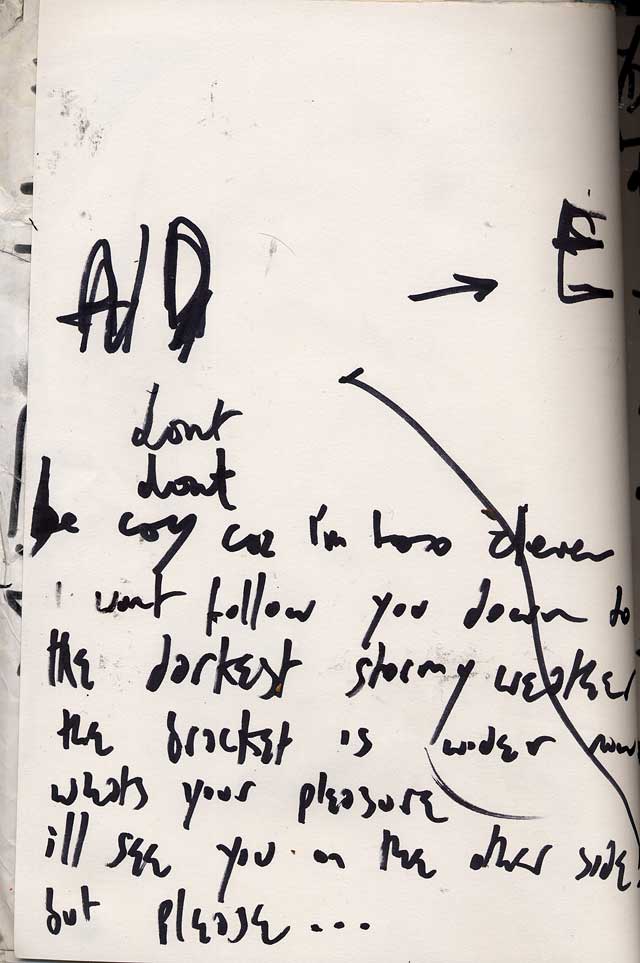 A/D → E
dont
dont
be coy coz i'm too clever
i wont follow you down to
the darkest stormy weather
the bracket is wider now
whats your pleasure
ill see you on the other side
but please...